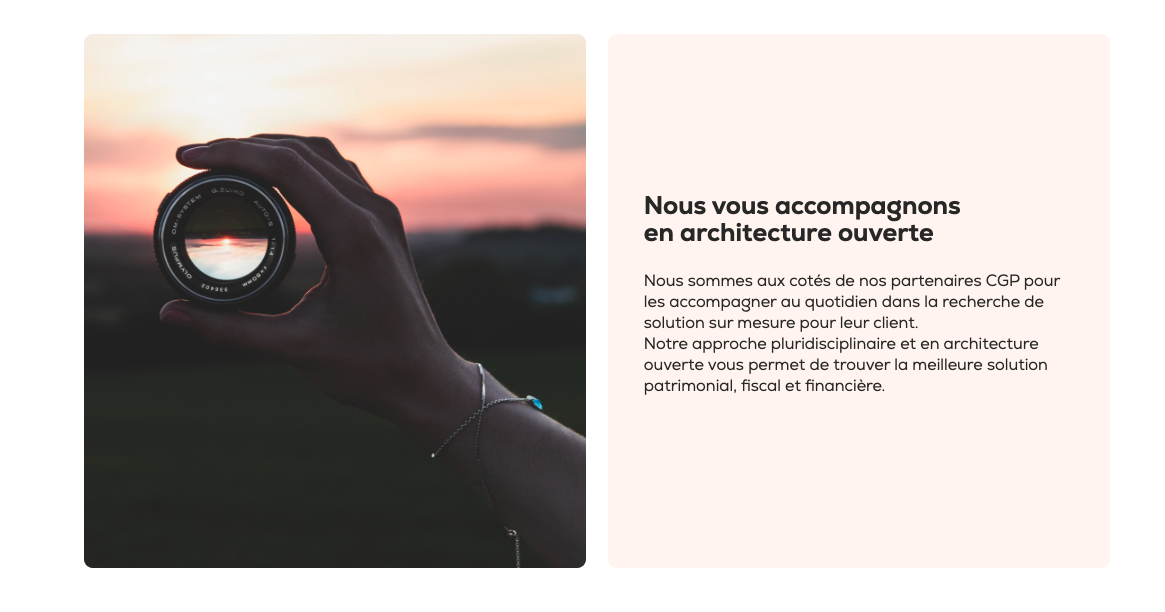 OM-SYSTEM G.ZUIKO AUTO-S 1:1.4 f=50mm
OLYMPUS
Nous vous accompagnons
en architecture ouverte
Nous sommes aux cotés de nos partenaires CGP pour
les accompagner au quotidien dans la recherche de
solution sur mesure pour leur client.
Notre approche pluridisciplinaire et en architecture
ouverte vous permet de trouver la meilleure solution
patrimonial, fiscal et financière.